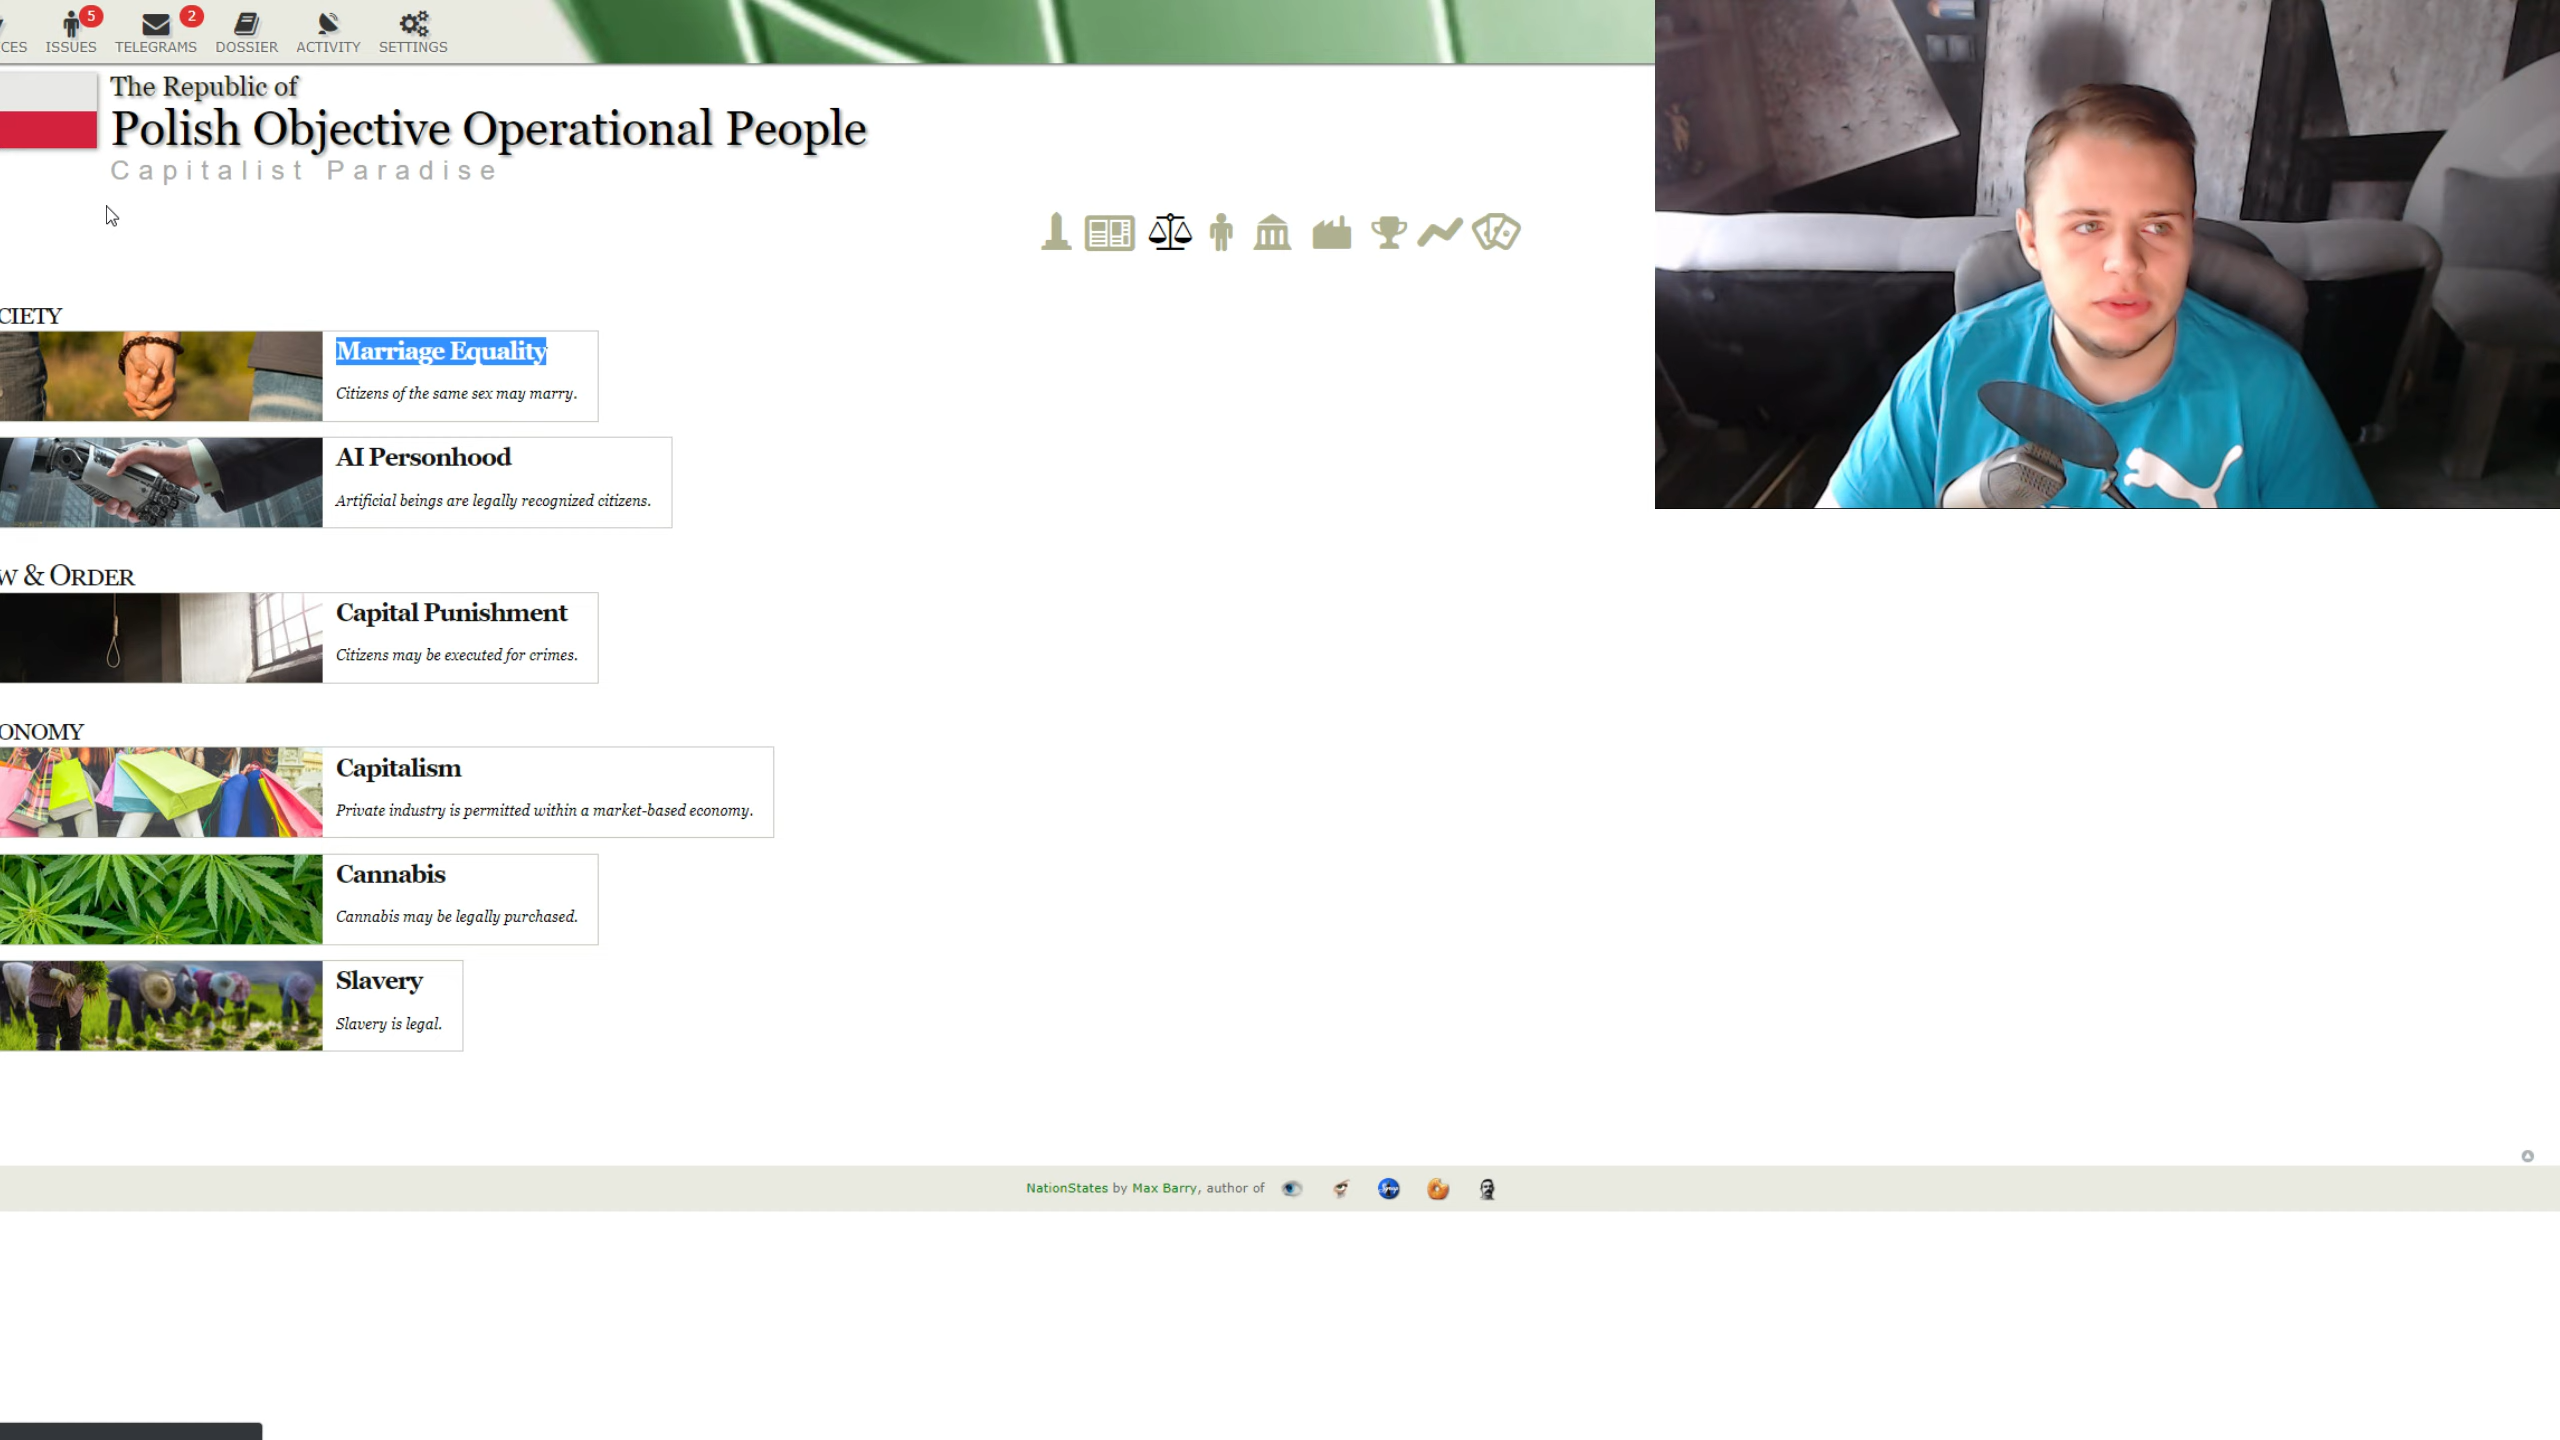 CES
ISSUES
5
TELEGRAMS
2
DOSSIER
ACTIVITY
SETTINGS
The Republic of
Polish Objective Operational People
Capitalist Paradise
CIETY
Marriage Equality
Citizens of the same sex may marry.
AI Personhood
Artificial beings are legally recognized citizens.
W & ORDER
Capital Punishment
Citizens may be executed for crimes.
ONOMY
Capitalism
Private industry is permitted within a market-based economy.
Cannabis
Cannabis may be legally purchased.
Slavery
Slavery is legal.
NationStates by Max Barry, author of